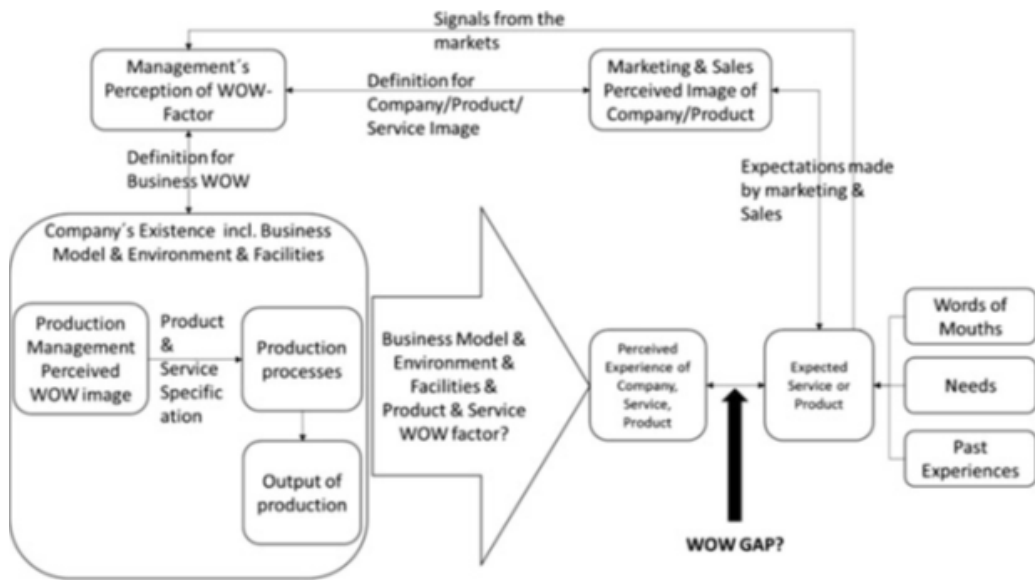 Signals from the
markets
Management´s
Perception of WOW-
Factor
Definition for
Company/Product/
Service Image
Marketing & Sales
Perceived Image of
Company/Product
Definition for
Business WOW
Expectations made
by marketing &
Sales
Company´s Existence incl. Business
Model & Environment & Facilities
Production
Management
Perceived
WOW image
Product
&
Service
Specific
ation
Production
processes
Output of
production
Business Model &
Environment &
Facilities &
Product & Service
WOW factor?
Perceived
Experience of
Company,
Service,
Product
Expected
Service or
Product
Words of
Mouths
Needs
Past
Experiences
WOW GAP?